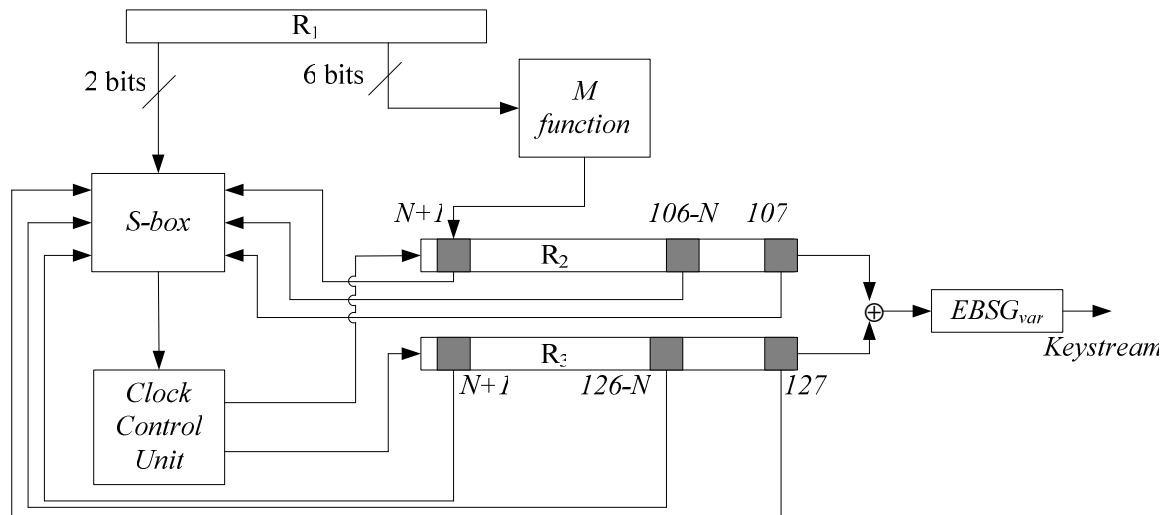 R₁
2 bits
6 bits
M
function
S-box
N+1
106-N
107
R₂
EBSGvar
Keystream
R₃
N+1
126-N
127
Clock
Control
Unit